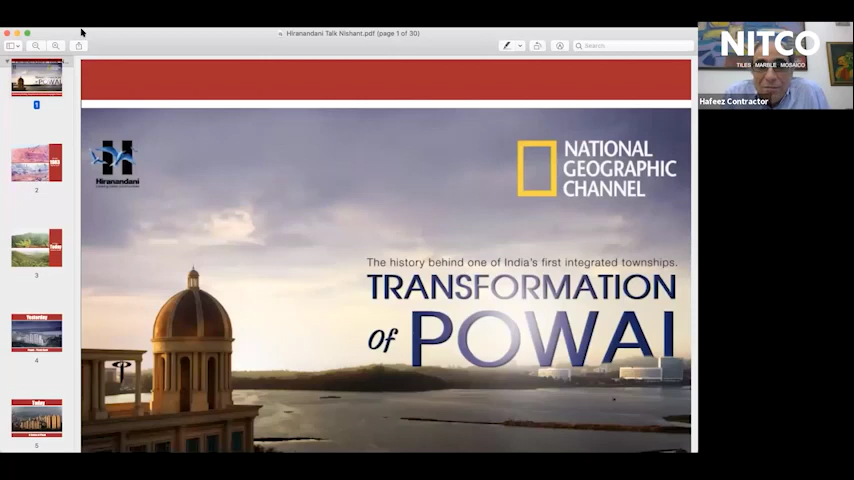 Hiranandani Talk Nishant.pdf (page 1 of 30)
Search
NITCO
TILES MARBLE MOSAICO
Hafeez Contractor
POWAI
1
1983
2
Today
3
Yesterday
4
Today
5
Hiranandani
NATIONAL
GEOGRAPHIC
CHANNEL
The history behind one of India's first integrated townships.
TRANSFORMATION
of POWAI